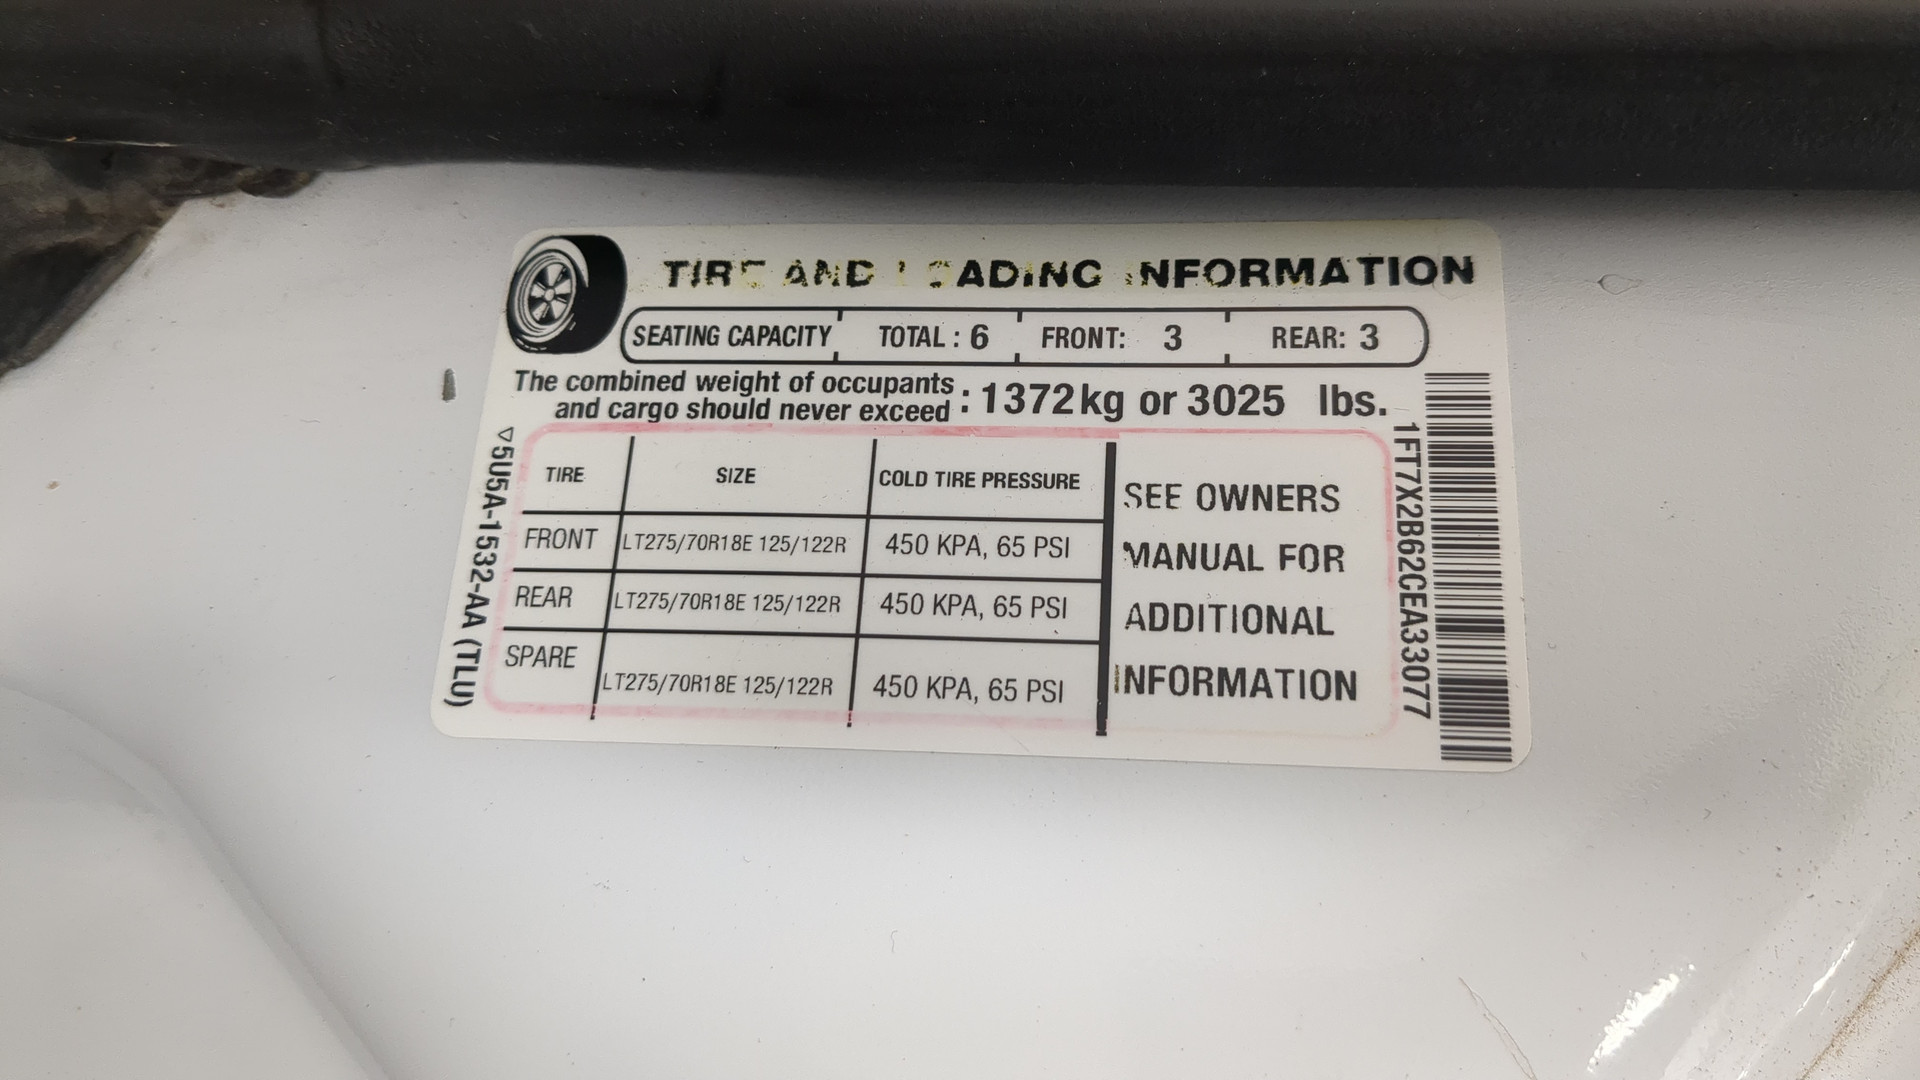 TIRE AND LOADING INFORMATION
SEATING CAPACITY TOTAL : 6 FRONT: 3 REAR: 3
The combined weight of occupants
and cargo should never exceed : 1372kg or 3025 lbs.
TIRE SIZE COLD TIRE PRESSURE
FRONT LT275/70R18E 125/122R 450 KPA, 65 PSI
REAR LT275/70R18E 125/122R 450 KPA, 65 PSI
SPARE LT275/70R18E 125/122R 450 KPA, 65 PSI
SEE OWNERS
MANUAL FOR
ADDITIONAL
INFORMATION
▽5U5A-1532-AA (TLU)
1FT7X2B62CEA33077